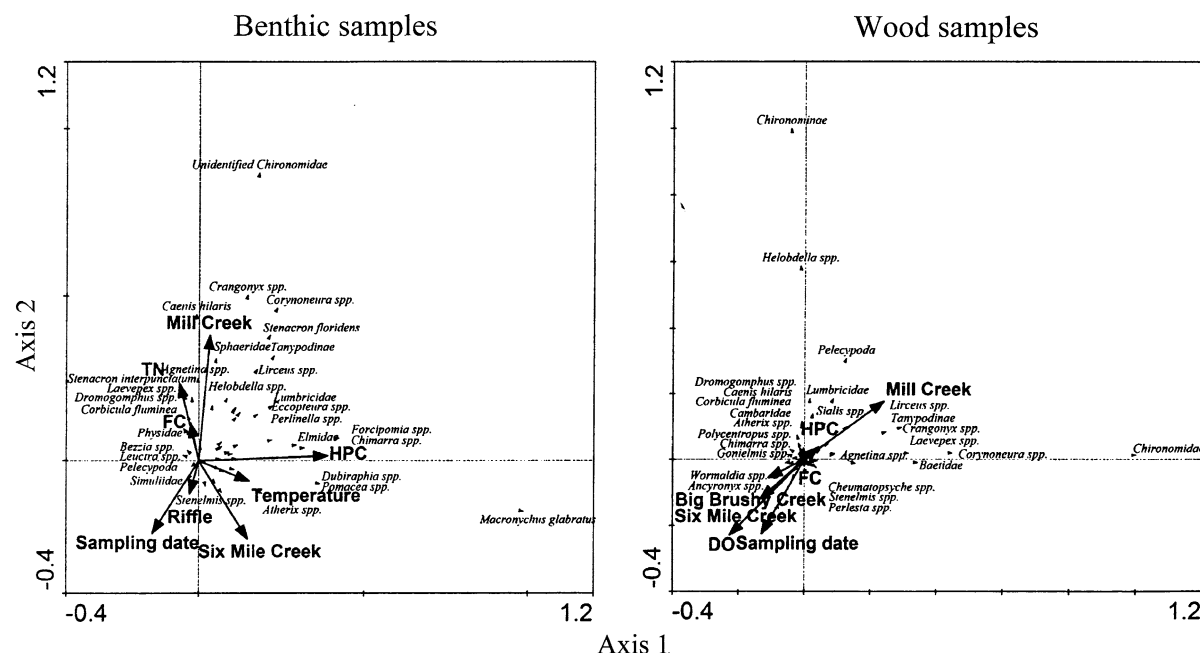 Benthic samples
Wood samples
1.2
Unidentified Chironomidae
Crangonyx spp.
Corynoneura spp.
Caenis hilaris
Mill Creek
Stenacron floridens
Sphaeridae
Tanypodinae
TN
Agnetina spp.
Lirceus spp.
Stenacron interpunctatum
Laevepex spp.
Helobdella spp.
Dromogomphus spp.
Lumbricidae
Corbicula fluminea
Eccopteura spp.
Perlinella spp.
FC
Physidae
Forcipomia spp.
Elmidae
Chimarra spp.
Bezzia spp.
Leuctra spp.
HPC
Pelecypoda
Simuliidae
Dubiraphia spp.
Pomacea spp.
Temperature
Stenelmis spp.
Atherix spp.
Riffle
Macronychus glabratus
Sampling date
Six Mile Creek
-0.4
-0.4
1.2
Axis 2
1.2
Chironominae
Helobdella spp.
Pelecypoda
Dromogomphus spp.
Caenis hilaris
Lumbricidae
Mill Creek
Corbicula fluminea
Cambaridae
Sialis spp.
Lirceus spp.
Atherix spp.
HPC
Tanypodinae
Polycentropus spp.
Crangonyx spp.
Chimarra spp.
Laevepex spp.
Gonielmis spp.
Agnetina spp.
Corynoneura spp.
Chironomidae
Baetidae
Wormaldia spp.
FC
Ancyronyx spp.
Cheumatopsyche spp.
Big Brushy Creek
Stenelmis spp.
Six Mile Creek
Perlesta spp.
DO
Sampling date
-0.4
-0.4
1.2
Axis 1